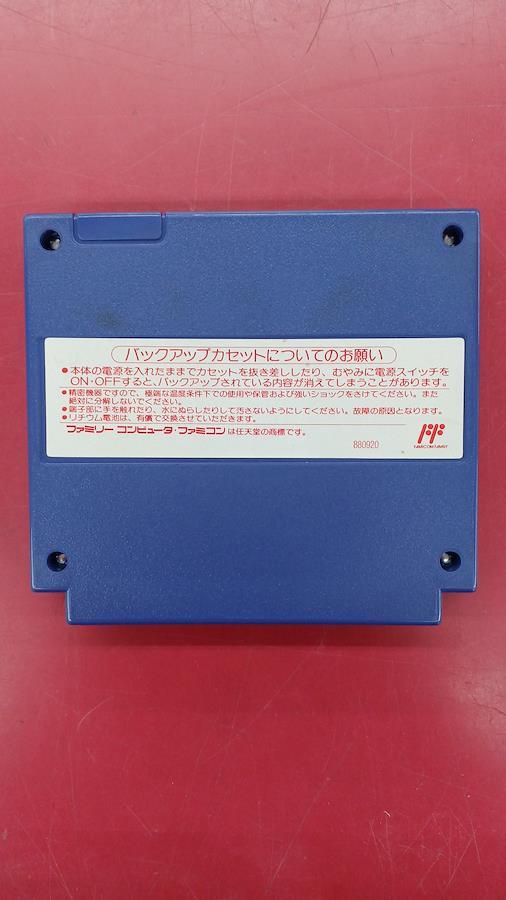 バックアップカセットについてのお願い
●本体の電源を入れたままでカセットを抜き差ししたり、むやみに電源スイッチを
ON・OFFすると、バックアップされている内容が消えてしまうことがあります。
●精密機器ですので、極端な温度条件下での使用や保管および強いショックをさけてください。また
絶対に分解しないでください。
●端子部に手を触れたり、水にぬらしたりして汚さないようにしてください。故障の原因となります。
●リチウム電池は、有償で交換させていただきます。
ファミリーコンピュータ・ファミコンは任天堂の商標です。
880920
FAMICOM FAMILY